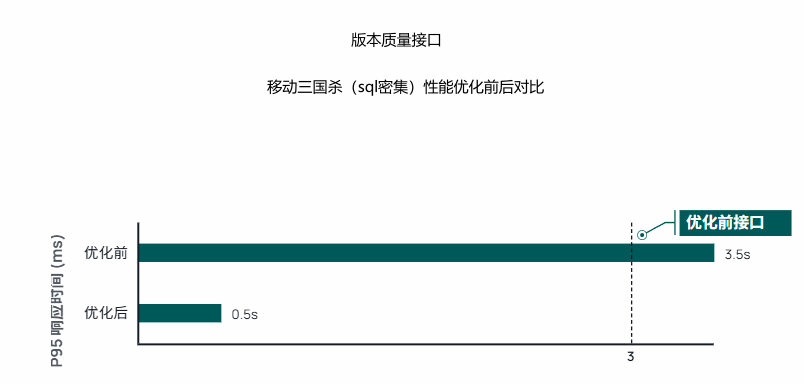 版本质量接口
移动三国杀（sql密集）性能优化前后对比
优化前接口
P95 响应时间 (ms)
优化前
3.5s
优化后
0.5s
3